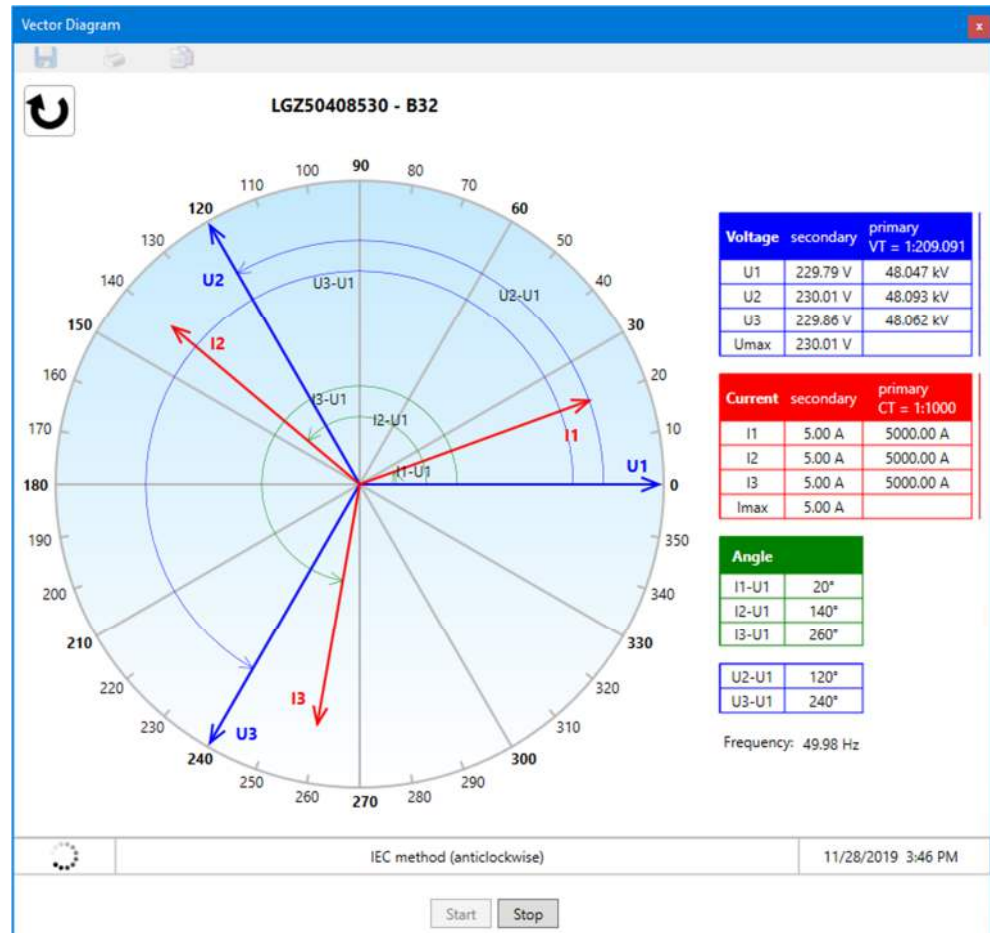 Vector Diagram
x
LGZ50408530 - B32
90
100
80
110
70
120
60
130
50
140
40
150
30
160
20
170
10
180
0
190
350
200
340
210
330
220
320
230
310
240
300
250
290
260
280
270
U2
U3-U1
U2-U1
I2
I3-U1
I2-U1
I1
I1-U1
U1
I3
U3
Voltage secondary primary
VT = 1:209.091
U1 229.79 V 48.047 kV
U2 230.01 V 48.093 kV
U3 229.86 V 48.062 kV
Umax 230.01 V
Current secondary primary
CT = 1:1000
I1 5.00 A 5000.00 A
I2 5.00 A 5000.00 A
I3 5.00 A 5000.00 A
Imax 5.00 A
Angle
I1-U1 20°
I2-U1 140°
I3-U1 260°
U2-U1 120°
U3-U1 240°
Frequency: 49.98 Hz
IEC method (anticlockwise)
11/28/2019 3:46 PM
Start
Stop